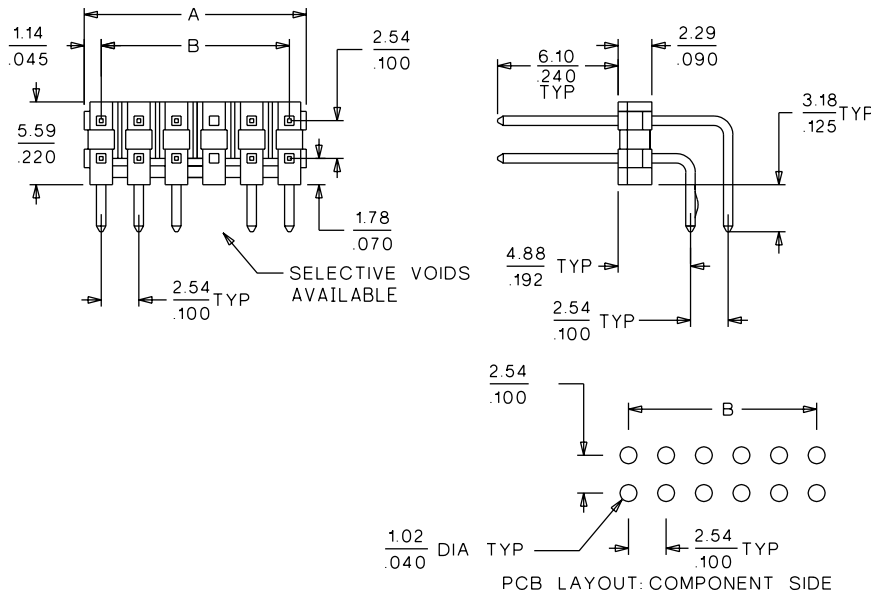 A
B
1.14
.045
2.54
.100
5.59
.220
1.78
.070
SELECTIVE VOIDS
AVAILABLE
2.54
.100
TYP
6.10
.240
TYP
2.29
.090
3.18
.125
TYP
4.88
.192
TYP
2.54
.100
TYP
2.54
.100
B
1.02
.040
DIA TYP
2.54
.100
TYP
PCB LAYOUT: COMPONENT SIDE